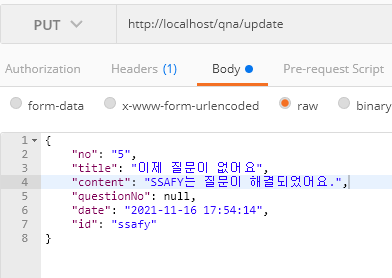 PUT http://localhost/qna/update
Authorization Headers (1) Body Pre-request Script
form-data x-www-form-urlencoded raw binary
1 {
2 "no": "5",
3 "title": "이제 질문이 없어요",
4 "content": "SSAFY는 질문이 해결되었어요.",
5 "questionNo": null,
6 "date": "2021-11-16 17:54:14",
7 "id": "ssafy"
8 }